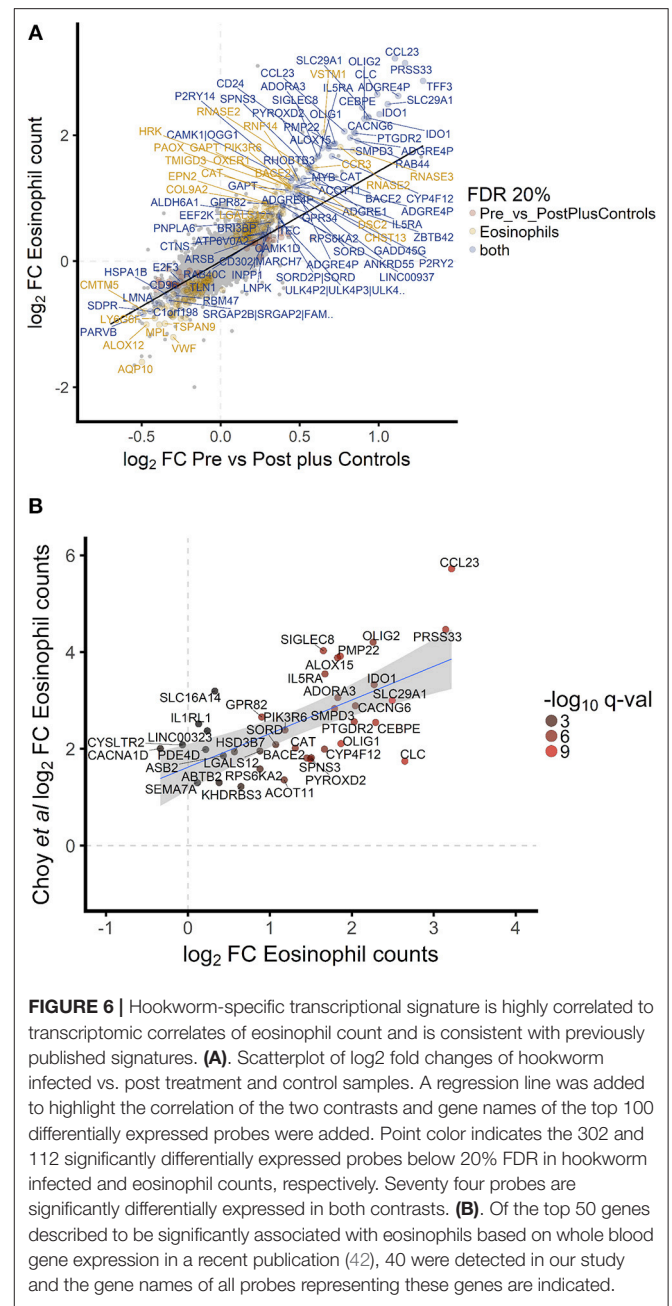 A
CCL23
SLC29A1 OLIG2
VSTM1 CLC PRSS33
CCL23
CD24 ADORA3 IL5RA ADGRE4P TFF3
P2RY14 SPNS3 SIGLEC8 CEBPE SLC29A1
RNASE2 PYROXD2 OLIG1 IDO1
RNF14 PMP22 CACNG6
HRK ALOX15 PTGDR2 IDO1
CAMK1|OGG1 SMPD3 ADGRE4P
PAOX GAPT PIK3R6 RHOBTB3 CCR3 RAB44
TMIGD3 OXER1 RNASE3
CAT BACE2 MYB CAT RNASE2
EPN2 GAPT ACOT11 BACE2 CYP4F12
COL9A2 ADGRE4P ADGRE1 ADGRE4P
ALDH6A1 GPR82 GPR34 DSC2 IL5RA
EEF2K CHST13 ZBTB42
PNPLA6 BRI3BP TEC RPS6KA2 GADD45G
CTNS ATP6V0A2 CAMK1D SORD
ARSB CD302|MARCH7 ADGRE4P ANKRD55 P2RY2
HSPA1B E2F3 RAB40C INPP1 SORD2P|SORD LINC00937
CMTM5 CD96 TLN1 LNPK ULK4P2|ULK4P3|ULK4..
SDPR LMNA RBM47
C1orf198 SRGAP2B|SRGAP2|FAM..
PARVB MPL TSPAN9
ALOX12 VWF
AQP10
2
0
-2
log2 FC Eosinophil count
-0.5 0.0 0.5 1.0
log2 FC Pre vs Post plus Controls
FDR 20%
Pre_vs_PostPlusControls
Eosinophils
both
B
CCL23
SIGLEC8 OLIG2 PRSS33
PMP22
ALOX15
IL5RA IDO1
SLC16A14 ADORA3 SLC29A1
GPR82 CACNG6
IL1RL1 PIK3R6 SMPD3
LINC00323 SORD PTGDR2 CEBPE
CYSLTR2 HSD3B7 CAT OLIG1
CACNA1D PDE4D BACE2 CYP4F12 CLC
ASB2 LGALS12 SPNS3
ABTB2 RPS6KA2 PYROXD2
SEMA7A KHDRBS3 ACOT11
6
4
2
0
Choy et al log2 FC Eosinophil counts
-1 0 1 2 3 4
log2 FC Eosinophil counts
-log10 q-val
3
6
9
FIGURE 6 | Hookworm-specific transcriptional signature is highly correlated to
transcriptomic correlates of eosinophil count and is consistent with previously
published signatures. (A). Scatterplot of log2 fold changes of hookworm
infected vs. post treatment and control samples. A regression line was added
to highlight the correlation of the two contrasts and gene names of the top 100
differentially expressed probes were added. Point color indicates the 302 and
112 significantly differentially expressed probes below 20% FDR in hookworm
infected and eosinophil counts, respectively. Seventy four probes are
significantly differentially expressed in both contrasts. (B). Of the top 50 genes
described to be significantly associated with eosinophils based on whole blood
gene expression in a recent publication (42), 40 were detected in our study
and the gene names of all probes representing these genes are indicated.